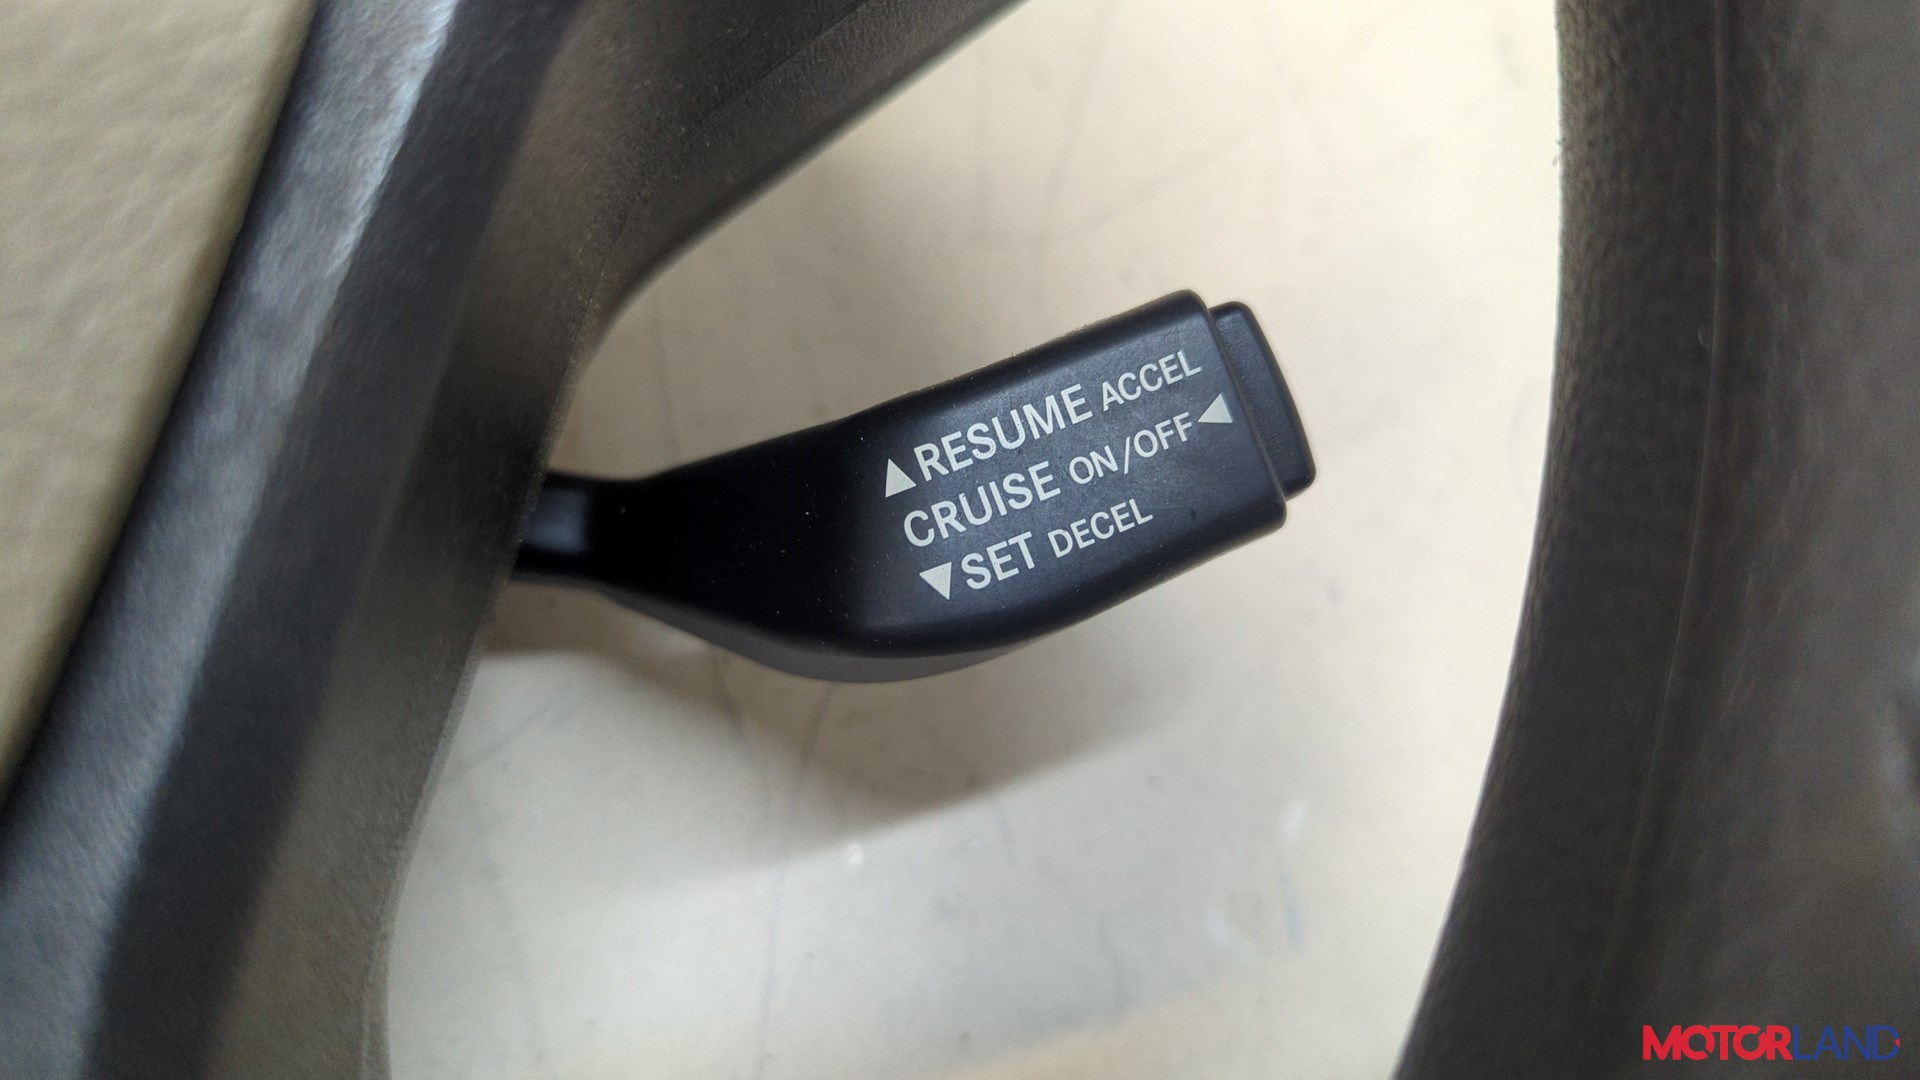 ▲RESUME ACCEL
CRUISE ON/OFF◀
▼SET DECEL
MOTORLAND